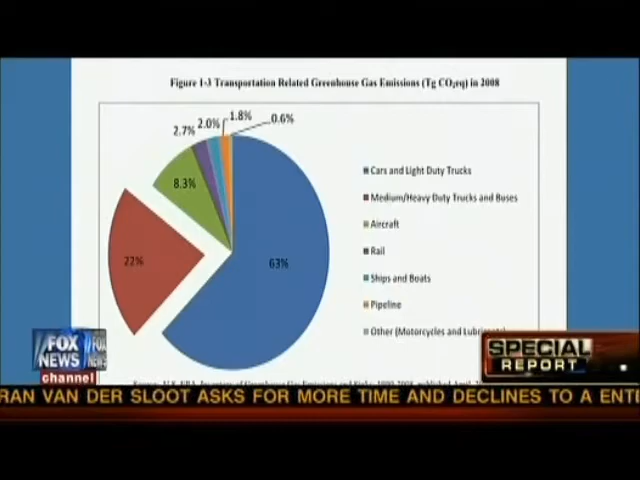 Figure 1-3 Transportation Related Greenhouse Gas Emissions (Tg CO₂eq) in 2008
2.7% 2.0% 1.8% 0.6%
8.3%
22%
63%
Cars and Light Duty Trucks
Medium/Heavy Duty Trucks and Buses
Aircraft
Rail
Ships and Boats
Pipeline
Other (Motorcycles and
FOX
NEWS
channel
SPECIAL
REPORT
RAN VAN DER SLOOT ASKS FOR MORE TIME AND DECLINES TO A ENT